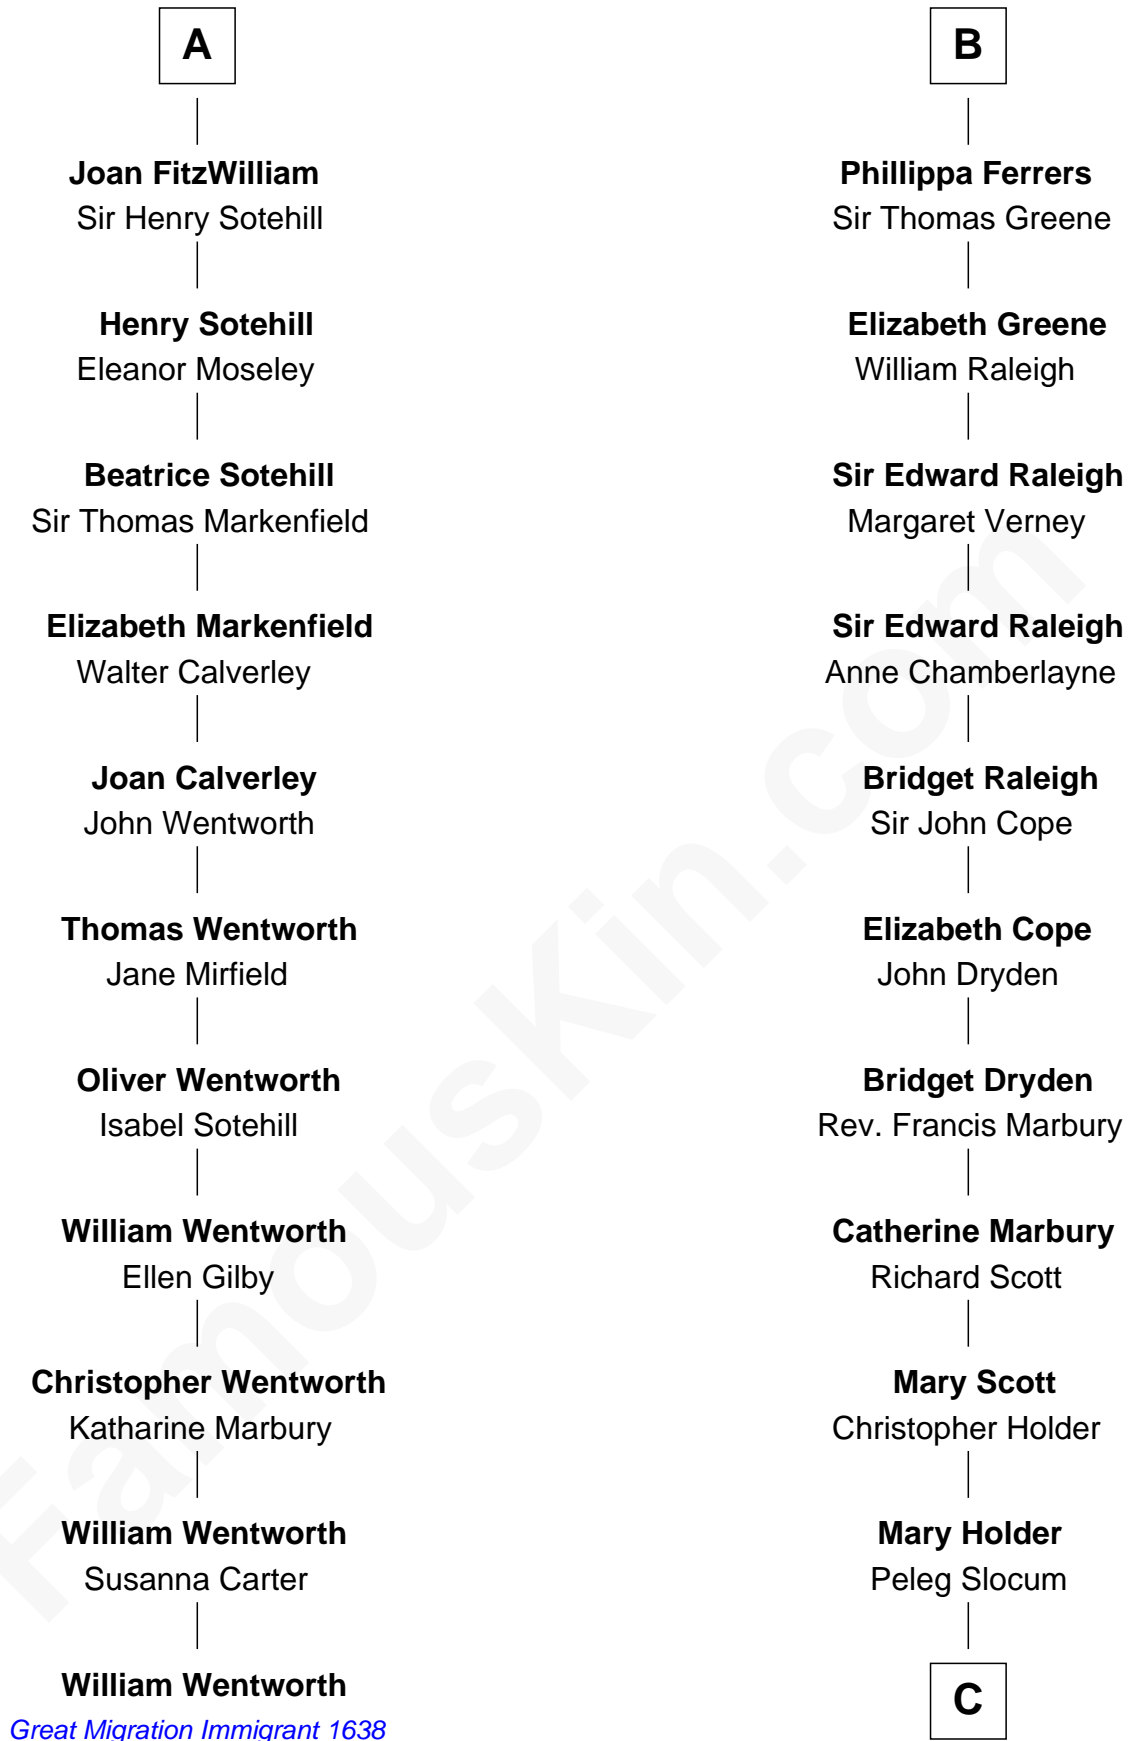 A
Joan FitzWilliam
Sir Henry Sotehill
Henry Sotehill
Eleanor Moseley
Beatrice Sotehill
Sir Thomas Markenfield
Elizabeth Markenfield
Walter Calverley
Joan Calverley
John Wentworth
Thomas Wentworth
Jane Mirfield
Oliver Wentworth
Isabel Sotehill
William Wentworth
Ellen Gilby
Christopher Wentworth
Katharine Marbury
William Wentworth
Susanna Carter
William Wentworth
Great Migration Immigrant 1638
B
Phillippa Ferrers
Sir Thomas Greene
Elizabeth Greene
William Raleigh
Sir Edward Raleigh
Margaret Verney
Sir Edward Raleigh
Anne Chamberlayne
Bridget Raleigh
Sir John Cope
Elizabeth Cope
John Dryden
Bridget Dryden
Rev. Francis Marbury
Catherine Marbury
Richard Scott
Mary Scott
Christopher Holder
Mary Holder
Peleg Slocum
C
FamousKin.com